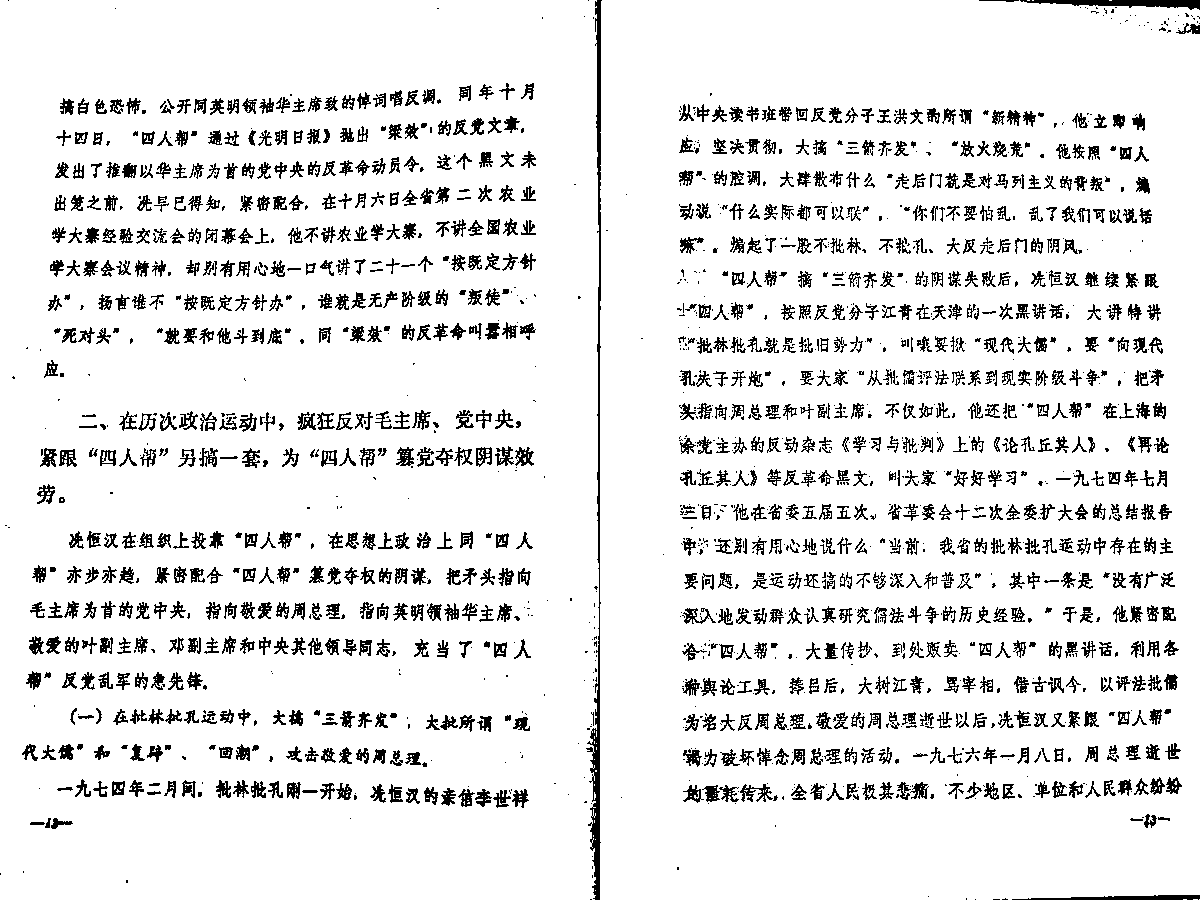 搞白色恐怖。公开同英明领袖华主席致的悼词唱反调。同年十月
十四日，“四人帮”通过《光明日报》抛出“梁效”的反党文章，
发出了推翻以华主席为首的党中央的反革命动员令。这个黑文未
出笼之前，冼早已得知，紧密配合，在十月六日全省第二次农业
学大寨经验交流会的闭幕会上，他不讲农业学大寨，不讲全国农业
学大寨会议精神，却别有用心地一口气讲了二十一个“按既定方针
办”，扬言谁不“按既定方针办”，谁就是无产阶级的“叛徒”、
“死对头”，“就要和他斗到底”。同“梁效”的反革命叫嚣相呼
应。
二、在历次政治运动中，疯狂反对毛主席、党中央，
紧跟“四人帮”另搞一套，为“四人帮”篡党夺权阴谋效
劳。
冼恒汉在组织上投靠“四人帮”，在思想上政治上同“四人
帮”亦步亦趋，紧密配合“四人帮”篡党夺权的阴谋，把矛头指向
毛主席为首的党中央，指向敬爱的周总理，指向英明领袖华主席、
敬爱的叶副主席、邓副主席和中央其他领导同志，充当了“四人
帮”反党乱军的急先锋。
（一）在批林批孔运动中，大搞“三箭齐发”，大批所谓“现
代大儒”和“复辟”、“回潮”，攻击敬爱的周总理。
一九七四年二月间，批林批孔刚一开始，冼恒汉的亲信李世祥
—12—
从中央读书班带回反党分子王洪文的所谓“新精神”，他立即响
应，坚决贯彻，大搞“三箭齐发”、“放火烧荒”。他按照“四人
帮”的腔调，大肆散布什么“走后门就是对马列主义的背叛”，煽
动说“什么实际都可以联”，“你们不要怕乱，乱了我们可以说话
嘛”。煽起了一股不批林、不批孔、大反走后门的阴风。
“四人帮”搞“三箭齐发”的阴谋失败后，冼恒汉继续紧跟
“四人帮”，按照反党分子江青在天津的一次黑讲话，大讲特讲
“批林批孔就是批旧势力”，叫嚷要揪“现代大儒”，要“向现代
孔夫子开炮”，要大家“从批儒评法联系到现实阶级斗争”，把矛
头指向周总理和叶副主席。不仅如此，他还把“四人帮”在上海的
余党主办的反动杂志《学习与批判》上的《论孔丘其人》、《再论
孔丘其人》等反革命黑文，叫大家“好好学习”。一九七四年七月
三日，他在省委五届五次、省革委会十二次全委扩大会的总结报告
中，还别有用心地说什么“当前，我省的批林批孔运动中存在的主
要问题，是运动还搞的不够深入和普及”，其中一条是“没有广泛
深入地发动群众认真研究儒法斗争的历史经验。”于是，他紧密配
合“四人帮”，大量传抄、到处贩卖“四人帮”的黑讲话，利用各
种舆论工具，捧吕后，大树江青，骂宰相，借古讽今，以评法批儒
为名大反周总理。敬爱的周总理逝世以后，冼恒汉又紧跟“四人帮”
竭力破坏悼念周总理的活动。一九七六年一月八日，周总理逝世
的噩耗传来，全省人民极其悲痛，不少地区、单位和人民群众纷纷
—13—